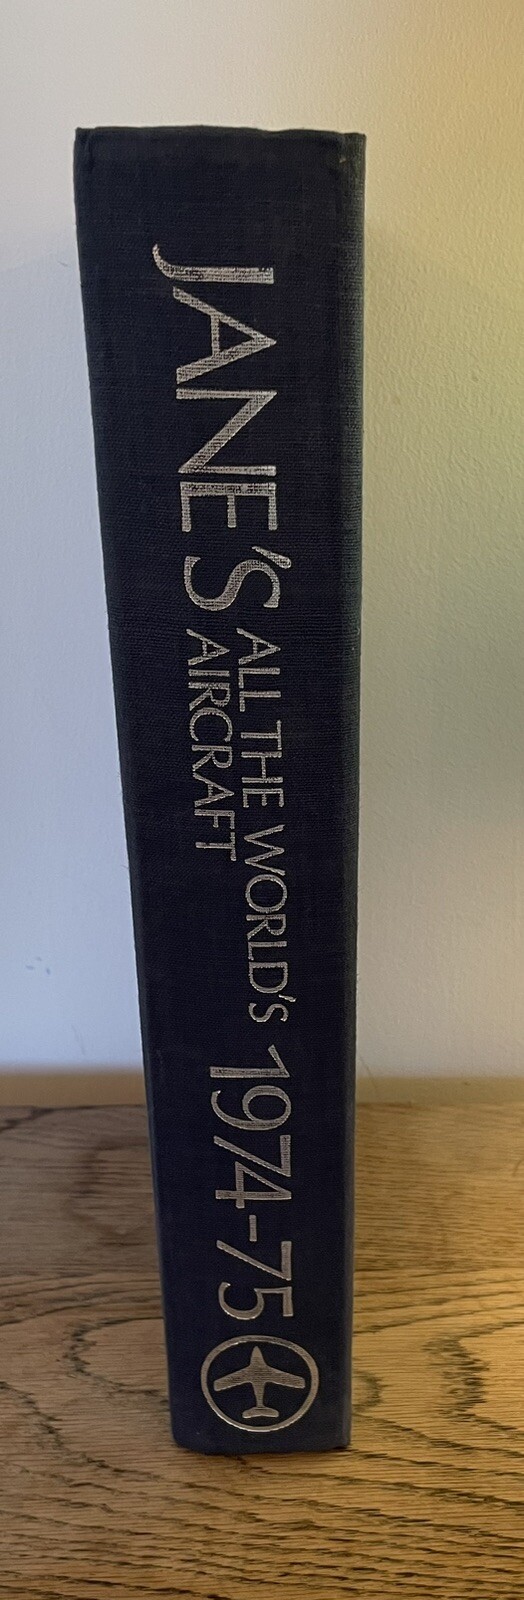 JANE'S
ALL THE WORLD'S
AIRCRAFT
1974-75